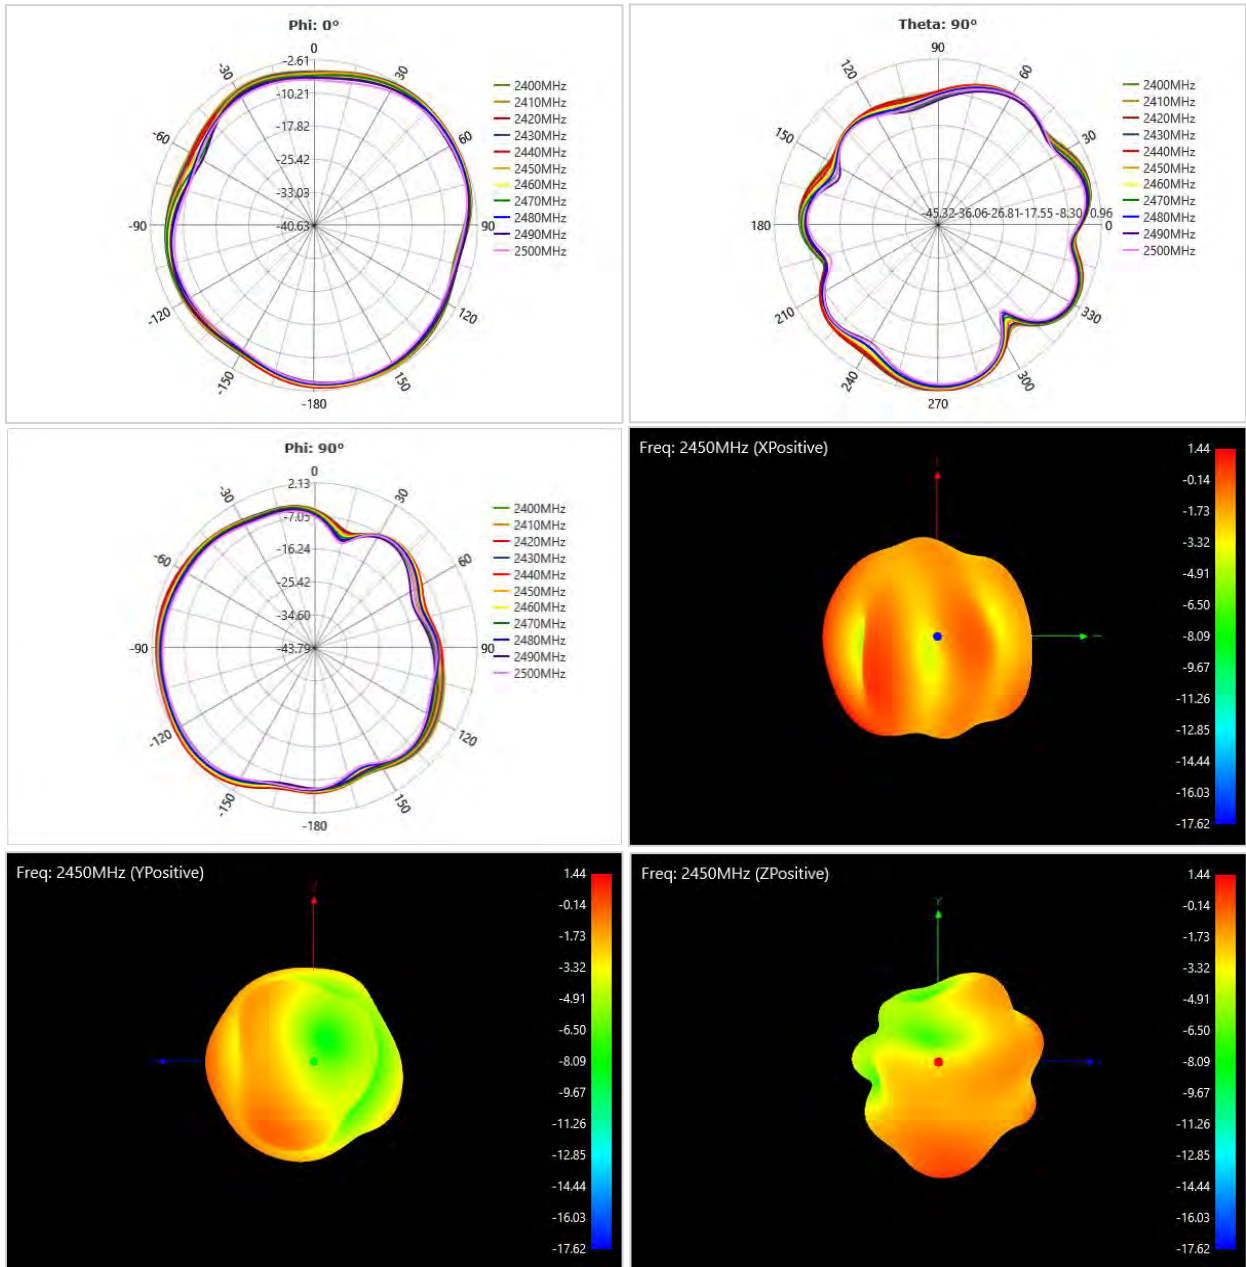 Phi: 0°
0
-30
30
-60
60
-90
90
-120
120
-150
150
-180
-2.61
-10.21
-17.82
-25.42
-33.03
-40.63
2400MHz
2410MHz
2420MHz
2430MHz
2440MHz
2450MHz
2460MHz
2470MHz
2480MHz
2490MHz
2500MHz
Theta: 90°
90
120
60
150
30
180
0
210
330
240
300
270
-45.32 -36.06 -26.81 -17.55 -8.30 0.96
2400MHz
2410MHz
2420MHz
2430MHz
2440MHz
2450MHz
2460MHz
2470MHz
2480MHz
2490MHz
2500MHz
Phi: 90°
0
-30
30
-60
60
-90
90
-120
120
-150
150
-180
2.13
-7.05
-16.24
-25.42
-34.60
-43.79
2400MHz
2410MHz
2420MHz
2430MHz
2440MHz
2450MHz
2460MHz
2470MHz
2480MHz
2490MHz
2500MHz
Freq: 2450MHz (XPositive)
1.44
-0.14
-1.73
-3.32
-4.91
-6.50
-8.09
-9.67
-11.26
-12.85
-14.44
-16.03
-17.62
Freq: 2450MHz (YPositive)
1.44
-0.14
-1.73
-3.32
-4.91
-6.50
-8.09
-9.67
-11.26
-12.85
-14.44
-16.03
-17.62
Freq: 2450MHz (ZPositive)
Y
1.44
-0.14
-1.73
-3.32
-4.91
-6.50
-8.09
-9.67
-11.26
-12.85
-14.44
-16.03
-17.62